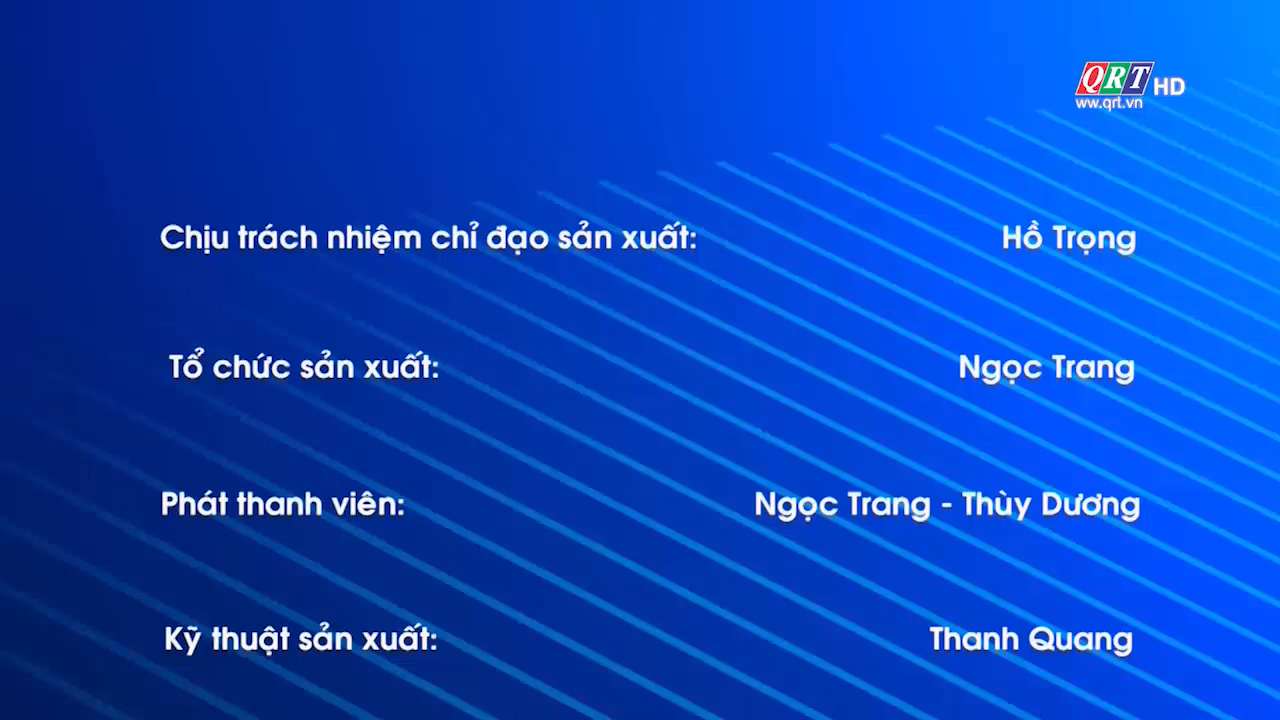 QRT HD
ww.qrt.vn
Chịu trách nhiệm chỉ đạo sản xuất: Hồ Trọng
Tổ chức sản xuất: Ngọc Trang
Phát thanh viên: Ngọc Trang - Thùy Dương
Kỹ thuật sản xuất: Thanh Quang